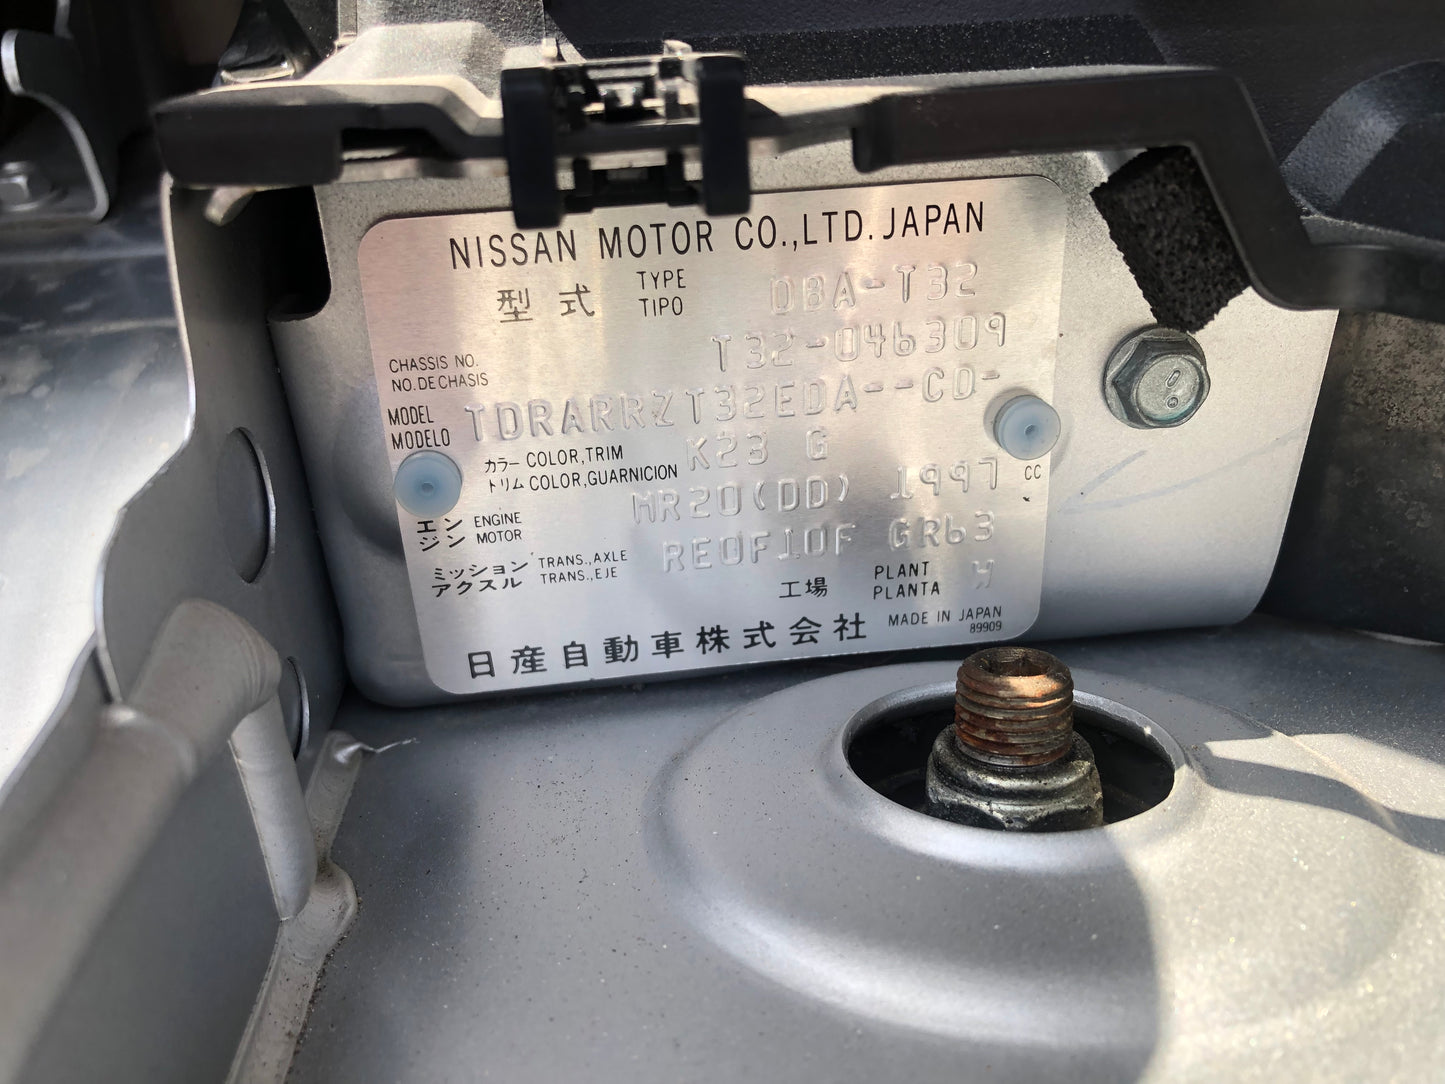 NISSAN MOTOR CO.,LTD. JAPAN
型式 TYPE TIPO DBA-T32
CHASSIS NO. NO.DE CHASIS T32-046309
MODEL MODELO TDRARRZT32EDA--CD-
カラー COLOR,TRIM K23 G
トリム COLOR,GUARNICION
エンジン ENGINE MOTOR MR20(DD) 1997 CC
ミッション アクスル TRANS.,AXLE TRANS.,EJE RE0F10F GR63
工場 PLANT PLANTA W
日産自動車株式会社 MADE IN JAPAN
89909